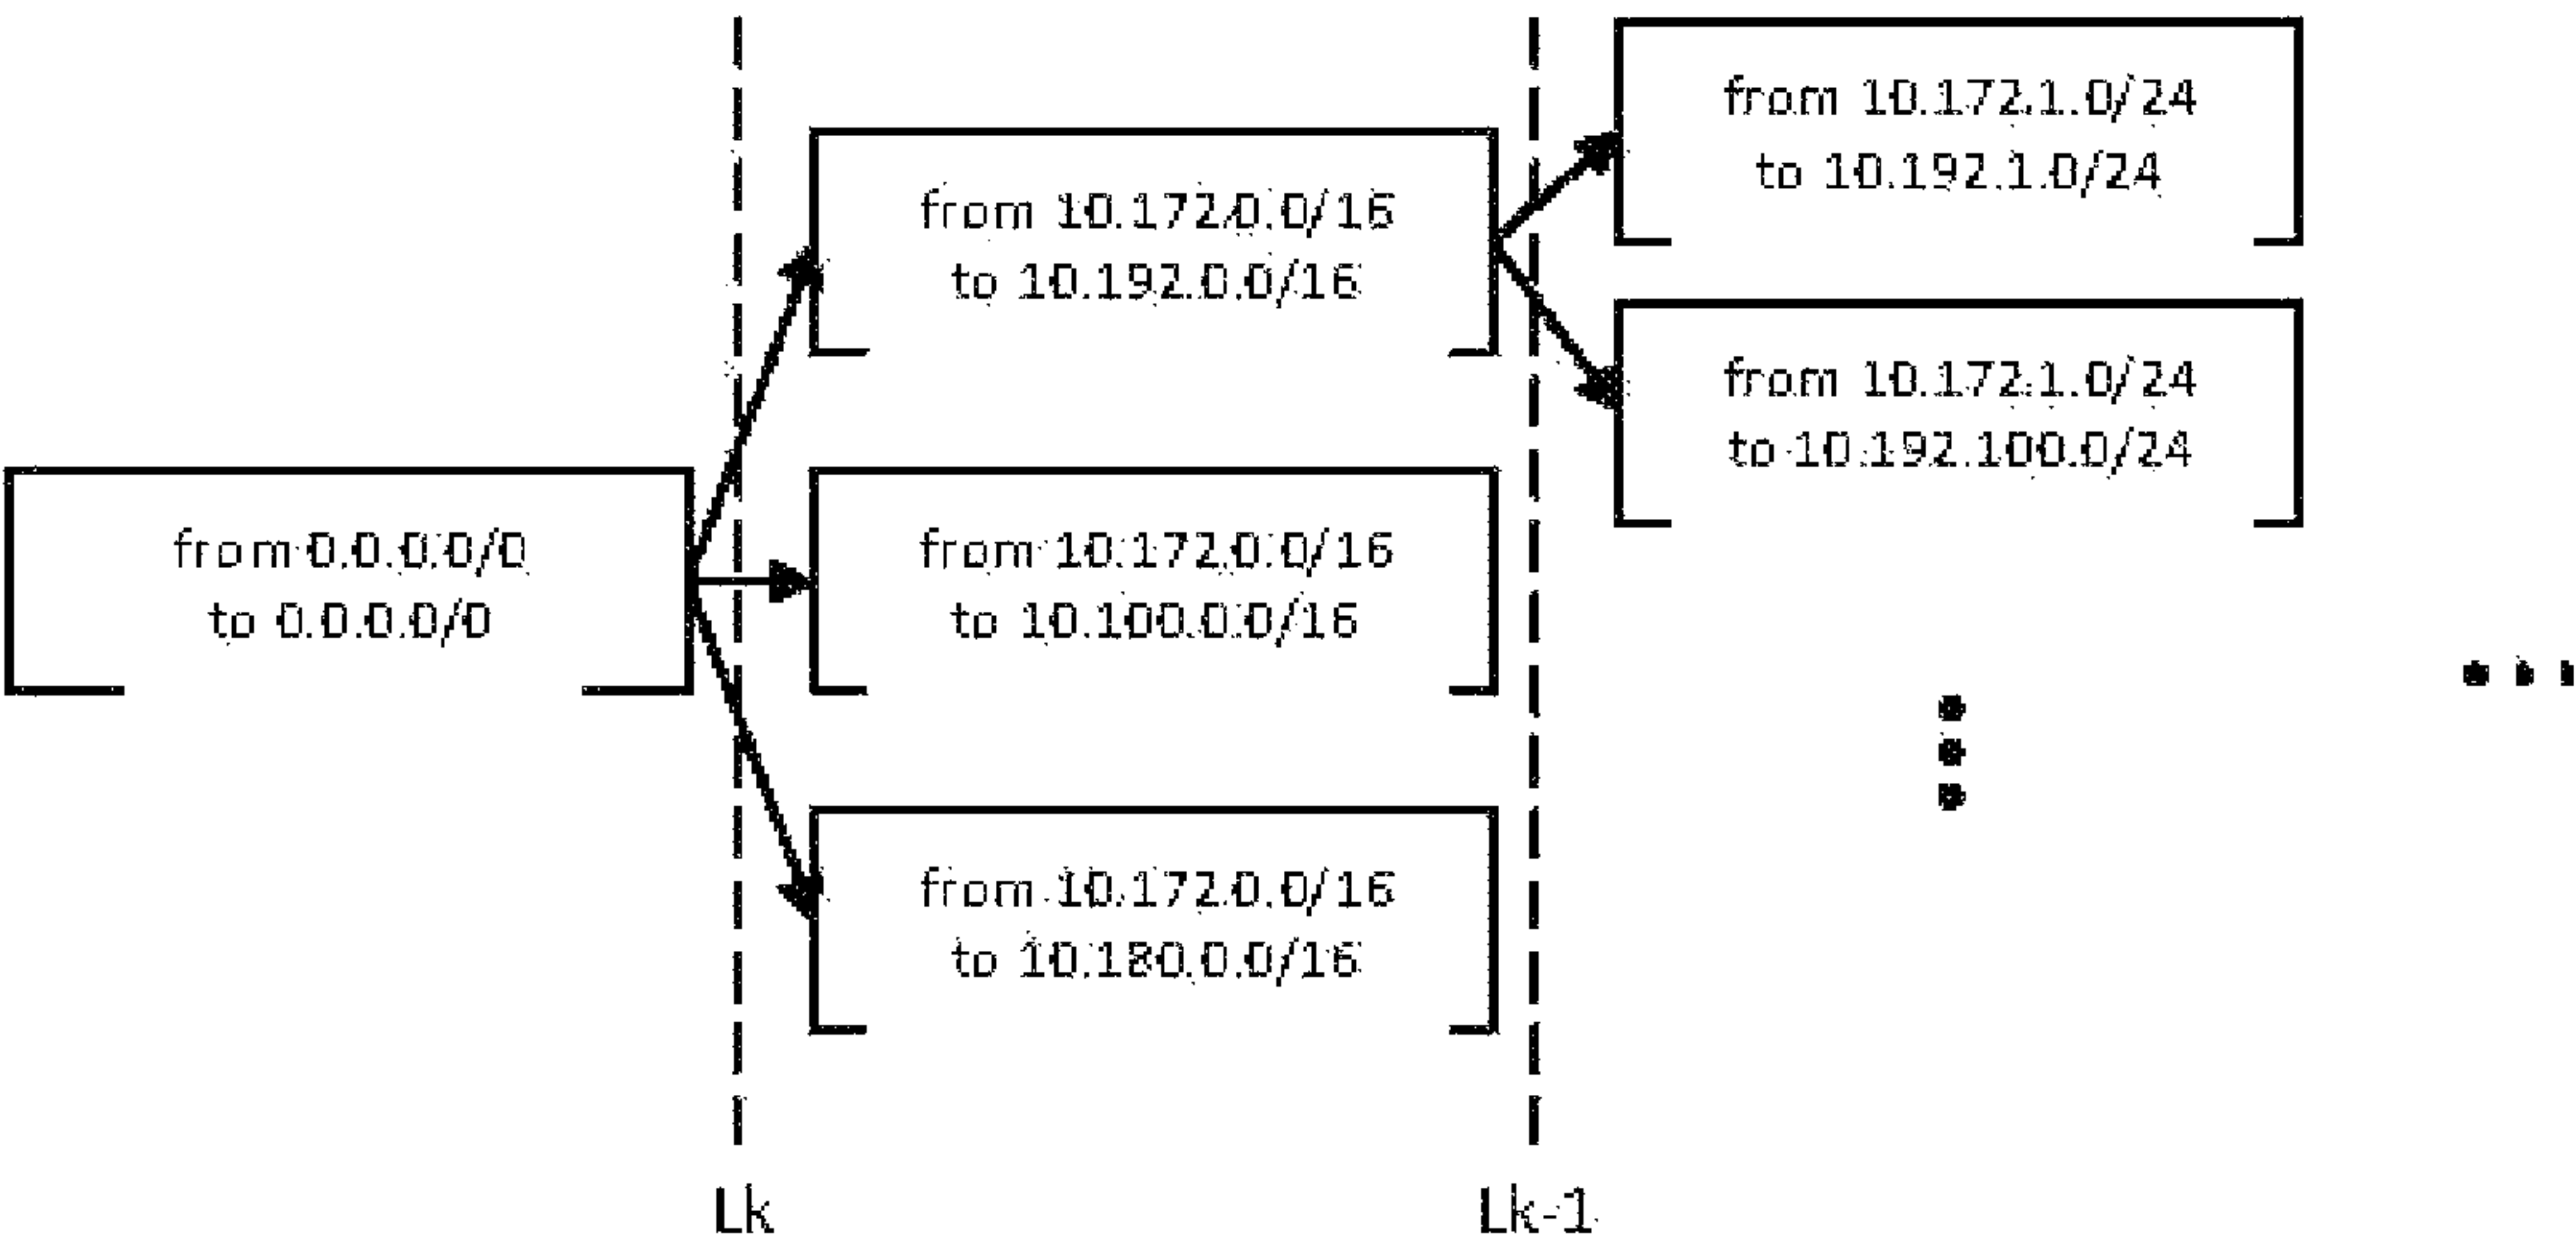 from 0.0.0.0/0
to 0.0.0.0/0
from 10.172.0.0/16
to 10.192.0.0/16
from 10.172.0.0/16
to 10.100.0.0/16
from 10.172.0.0/16
to 10.180.0.0/16
from 10.172.1.0/24
to 10.192.1.0/24
from 10.172.1.0/24
to 10.192.100.0/24
Lk
Lk-1